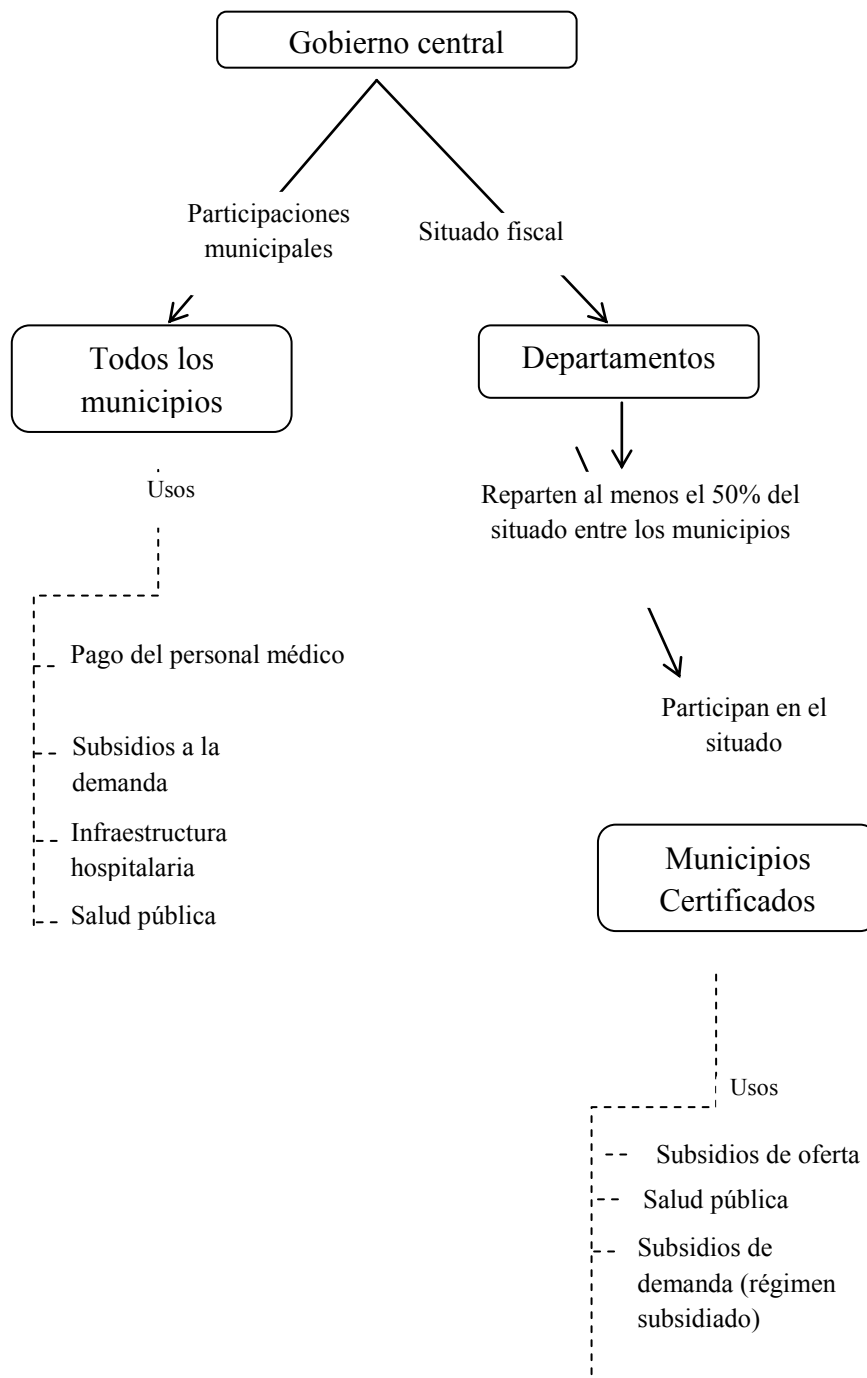 Gobierno central
Participaciones
municipales
Situado fiscal
Todos los
municipios
Departamentos
Usos
Reparten al menos el 50% del
situado entre los municipios
Pago del personal médico
Subsidios a la
demanda
Infraestructura
hospitalaria
Salud pública
Participan en el
situado
Municipios
Certificados
Usos
Subsidios de oferta
Salud pública
Subsidios de
demanda (régimen
subsidiado)